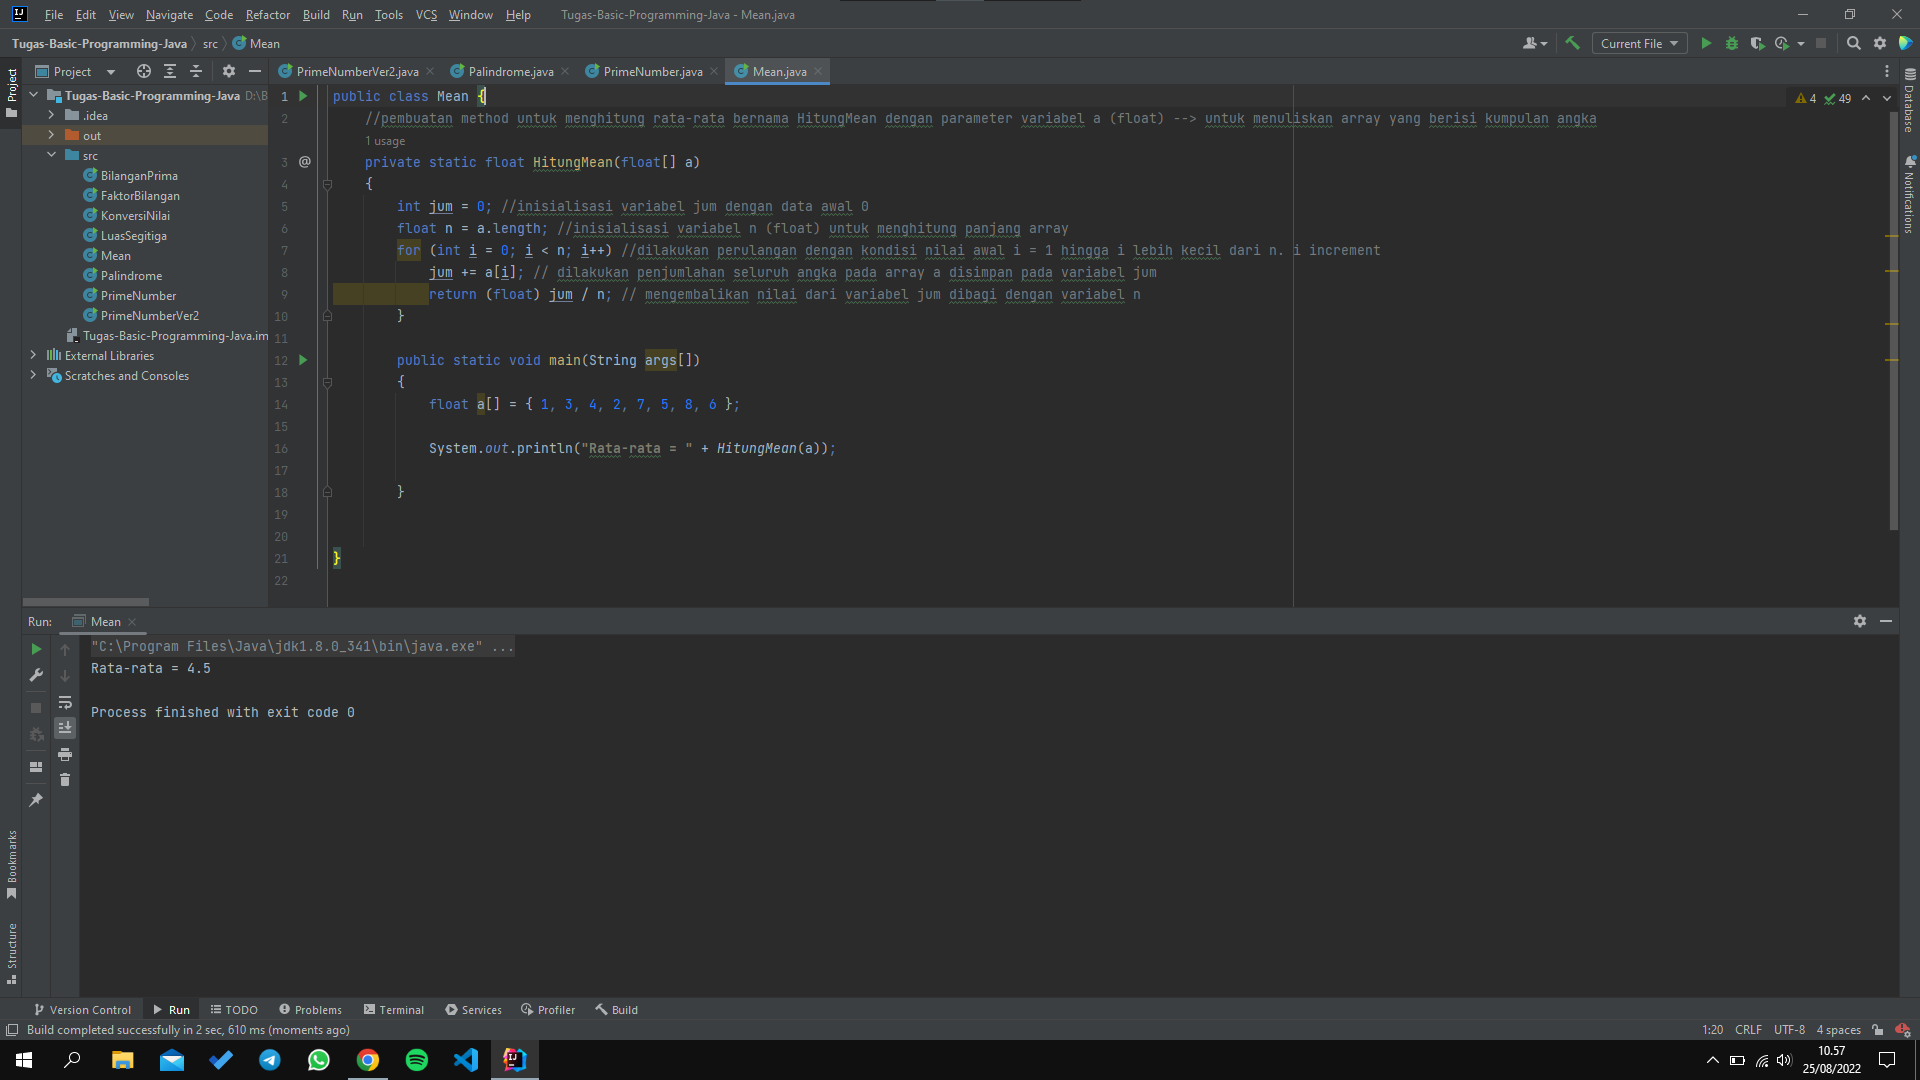 File Edit View Navigate Code Refactor Build Run Tools VCS Window Help Tugas-Basic-Programming-Java - Mean.java
Tugas-Basic-Programming-Java src Mean Current File
Project
PrimeNumberVer2.java Palindrome.java PrimeNumber.java Mean.java
Project
Tugas-Basic-Programming-Java D:\B
.idea
out
src
BilanganPrima
FaktorBilangan
KonversiNilai
LuasSegitiga
Mean
Palindrome
PrimeNumber
PrimeNumberVer2
Tugas-Basic-Programming-Java.im
External Libraries
Scratches and Consoles
Bookmarks
Structure
1 public class Mean {
2 //pembuatan method untuk menghitung rata-rata bernama HitungMean dengan parameter variabel a (float) --> untuk menuliskan array yang berisi kumpulan angka
1 usage
3 @ private static float HitungMean(float[] a)
4 {
5 int jum = 0; //inisialisasi variabel jum dengan data awal 0
6 float n = a.length; //inisialisasi variabel n (float) untuk menghitung panjang array
7 for (int i = 0; i < n; i++) //dilakukan perulangan dengan kondisi nilai awal i = 1 hingga i lebih kecil dari n. i increment
8 jum += a[i]; // dilakukan penjumlahan seluruh angka pada array a disimpan pada variabel jum
9 return (float) jum / n; // mengembalikan nilai dari variabel jum dibagi dengan variabel n
10 }
11
12 public static void main(String args[])
13 {
14 float a[] = { 1, 3, 4, 2, 7, 5, 8, 6 };
15
16 System.out.println("Rata-rata = " + HitungMean(a));
17
18 }
19
20
21 }
22
4 49
Database
Notifications
Run: Mean
"C:\Program Files\Java\jdk1.8.0_341\bin\java.exe" ...
Rata-rata = 4.5
Process finished with exit code 0
Version Control Run TODO Problems Terminal Services Profiler Build
Build completed successfully in 2 sec, 610 ms (moments ago) 1:20 CRLF UTF-8 4 spaces
10.57
25/08/2022